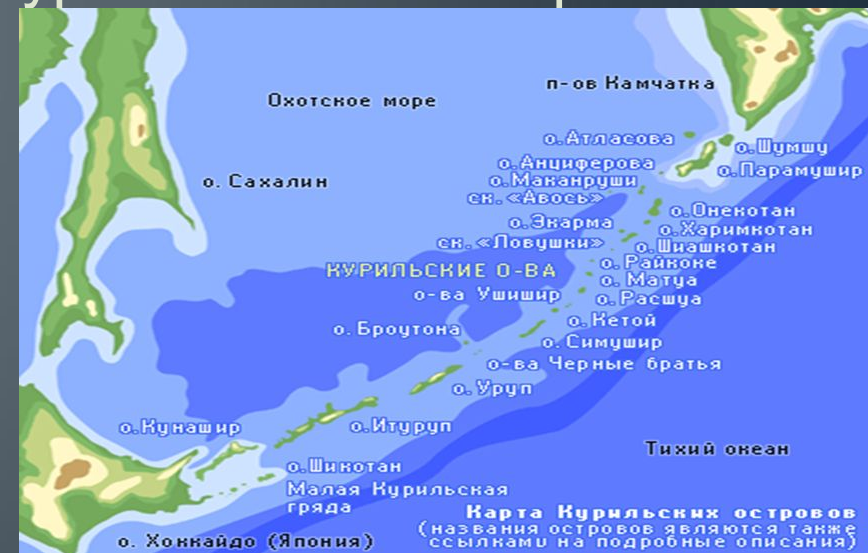 п-ов Камчатка
Охотское море
о.Атласова
о.Шумшу
о.Анциферова
о.Парамушир
о.Маканруши
о. Сахалин
ск. «Авось»
о.Онекотан
о.Экарма
о.Харимкотан
ск. «Ловушки»
о.Шиашкотан
о. Райкоке
КУРИЛЬСКИЕ О-ВА
о. Матуа
о-ва Ушишир
о. Расшуа
о.Кетой
о. Броутона
о. Симушир
о-ва Черные братья
о. Уруп
о.Кунашир
о.Итуруп
Тихий океан
о.Шикотан
Малая Курильская
гряда
Карта Курильских островов
(названия островов являются также
ссылками на подробные описания)
о. Хоккайдо (Япония)